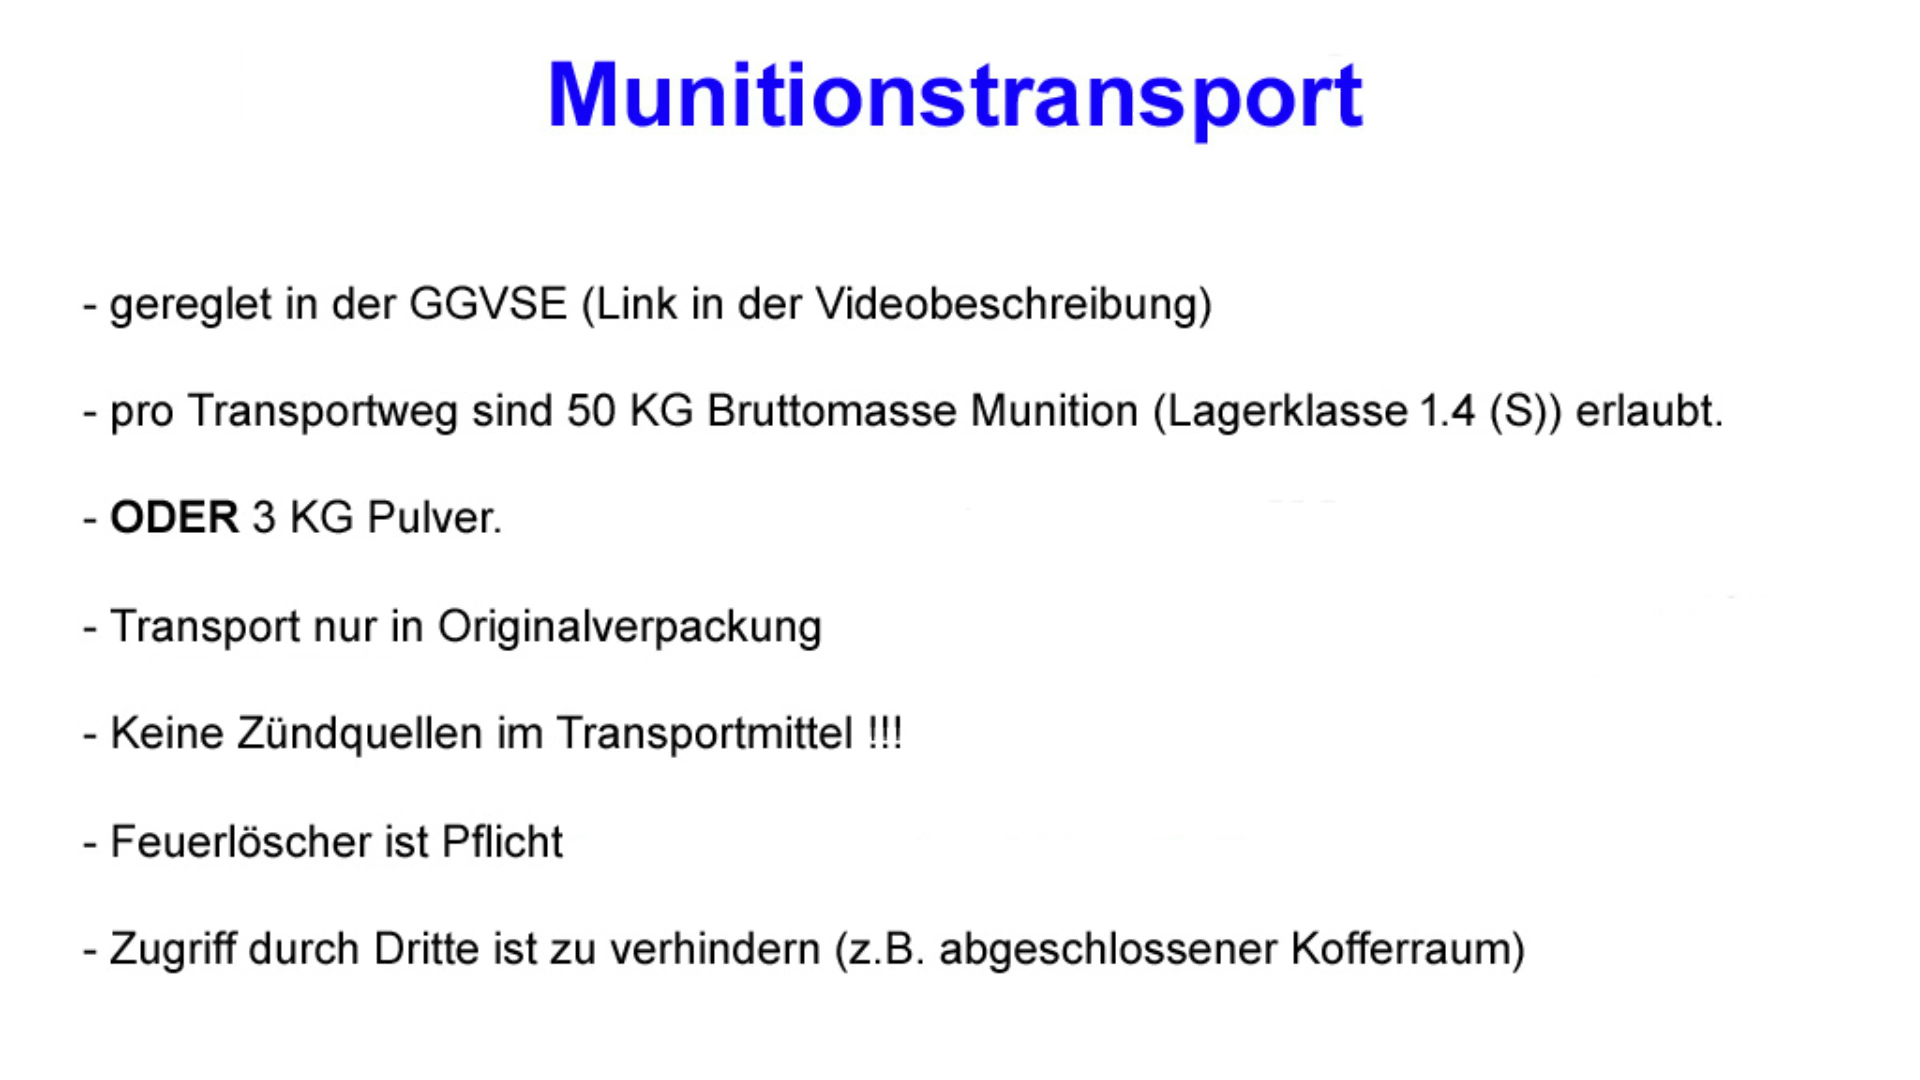 Munitionstransport
- gereglet in der GGVSE (Link in der Videobeschreibung)
- pro Transportweg sind 50 KG Bruttomasse Munition (Lagerklasse 1.4 (S)) erlaubt.
- ODER 3 KG Pulver.
- Transport nur in Originalverpackung
- Keine Zündquellen im Transportmittel !!!
- Feuerlöscher ist Pflicht
- Zugriff durch Dritte ist zu verhindern (z.B. abgeschlossener Kofferraum)